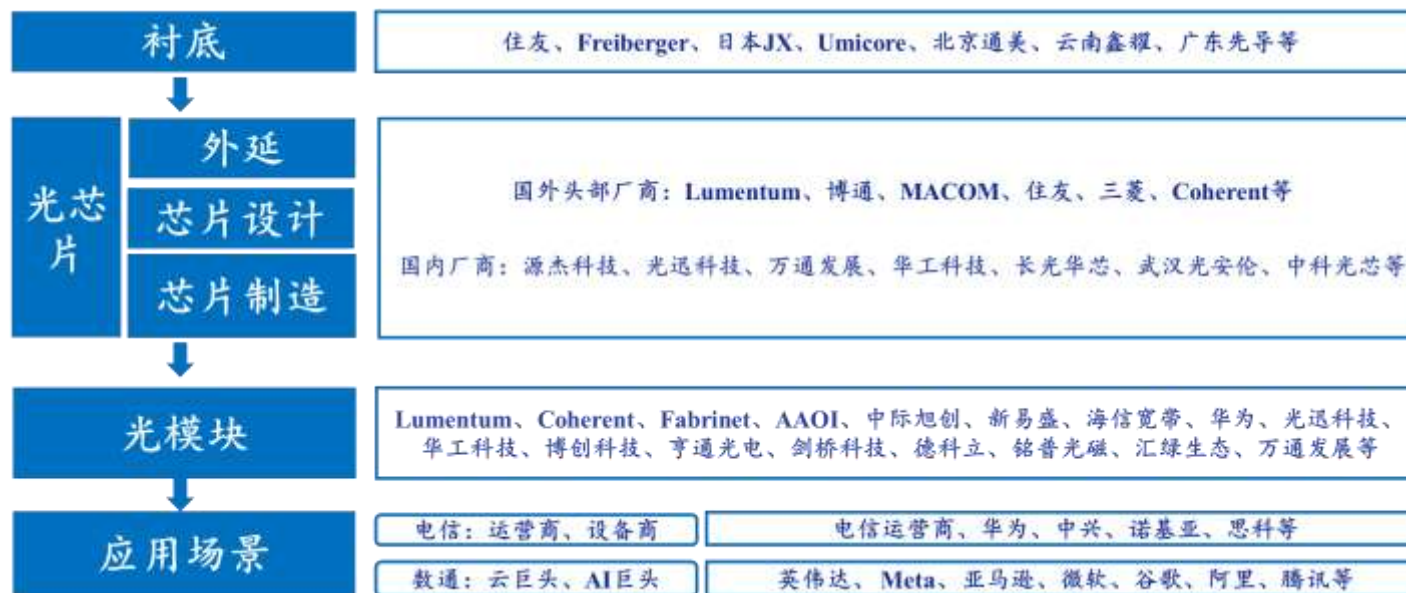 衬底
住友、Freiberger、日本JX、Umicore、北京通美、云南鑫耀、广东先导等
光芯
片
外延
芯片设计
芯片制造
国外头部厂商：Lumentum、博通、MACOM、住友、三菱、Coherent等
国内厂商：源杰科技、光迅科技、万通发展、华工科技、长光华芯、武汉光安伦、中科光芯等
光模块
Lumentum、Coherent、Fabrinet、AAOI、中际旭创、新易盛、海信宽带、华为、光迅科技、
华工科技、博创科技、亨通光电、剑桥科技、德科立、铭普光磁、汇绿生态、万通发展等
应用场景
电信：运营商、设备商
电信运营商、华为、中兴、诺基亚、思科等
数通：云巨头、AI巨头
英伟达、Meta、亚马逊、微软、谷歌、阿里、腾讯等